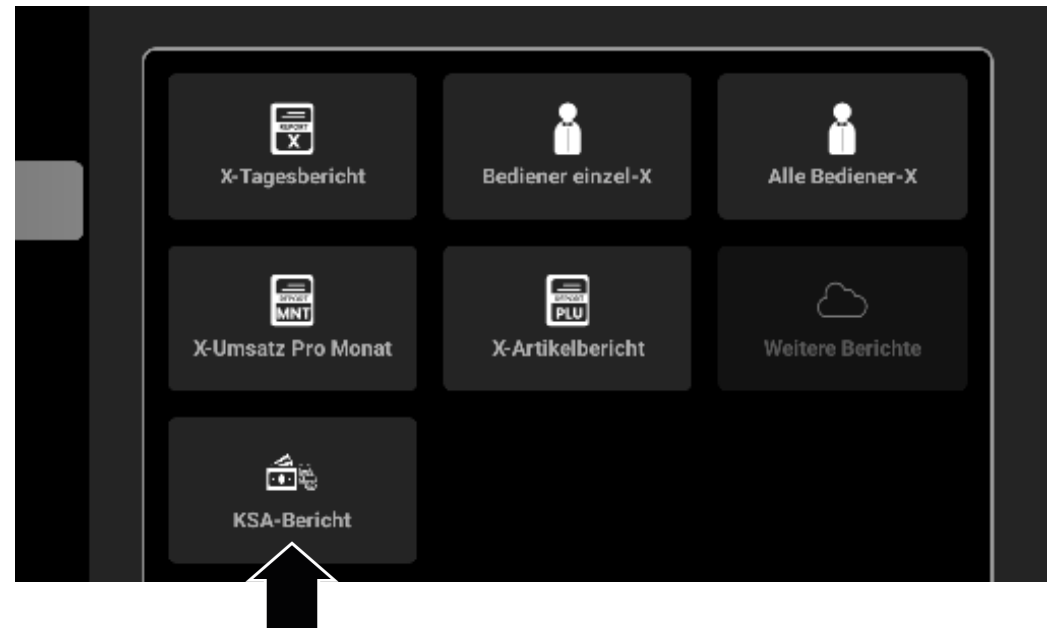 REPORT
X
X-Tagesbericht
Bediener einzel-X
Alle Bediener-X
REPORT
MNT
X-Umsatz Pro Monat
REPORT
PLU
X-Artikelbericht
Weitere Berichte
KSA-Bericht